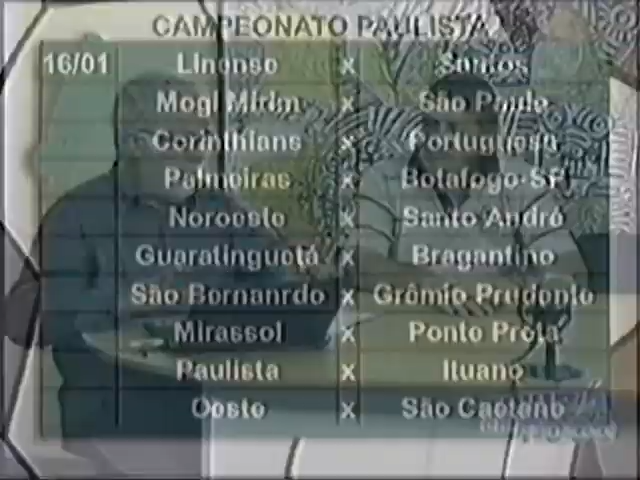 CAMPEONATO PAULISTA
16/01 Linense x Santos
Mogi Mirim x São Paulo
Corinthians x Portuguesa
Palmeiras x Botafogo-SP
Noroeste x Santo André
Guaratinguetá x Bragantino
São Bernanrdo x Grêmio Prudente
Mirassol x Ponte Preta
Paulista x Ituano
Oeste x São Caetano